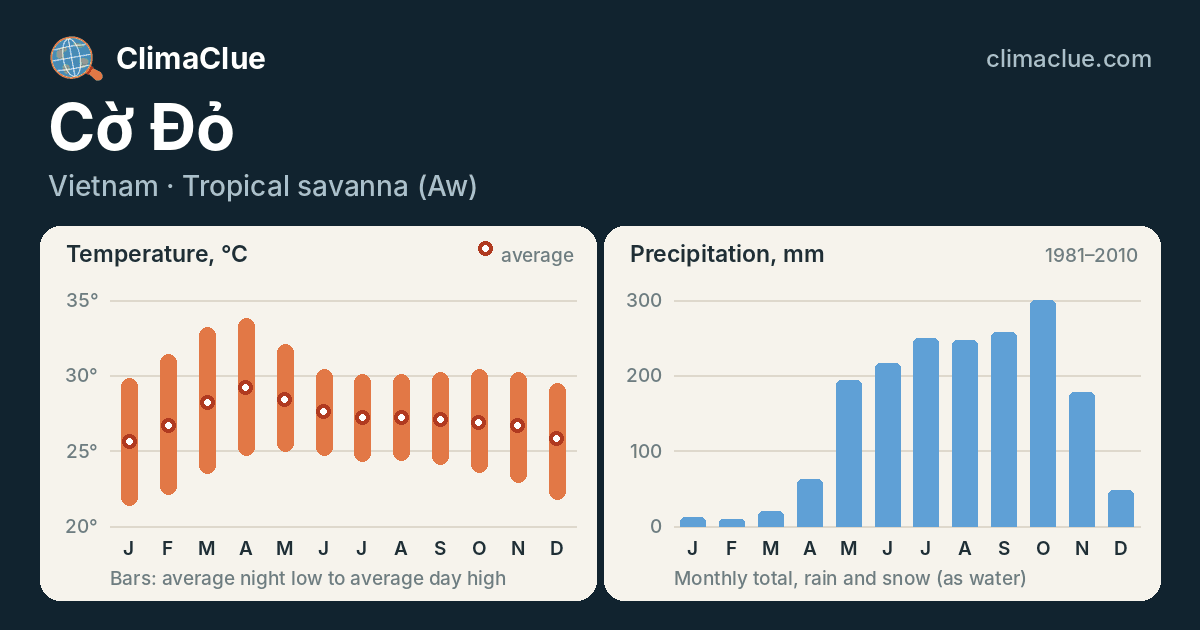 ClimaClue
climaclue.com
Cờ Đỏ
Vietnam · Tropical savanna (Aw)
Temperature, °C
average
35°
30°
25°
20°
J F M A M J J A S O N D
Bars: average night low to average day high
Precipitation, mm
1981–2010
300
200
100
0
J F M A M J J A S O N D
Monthly total, rain and snow (as water)